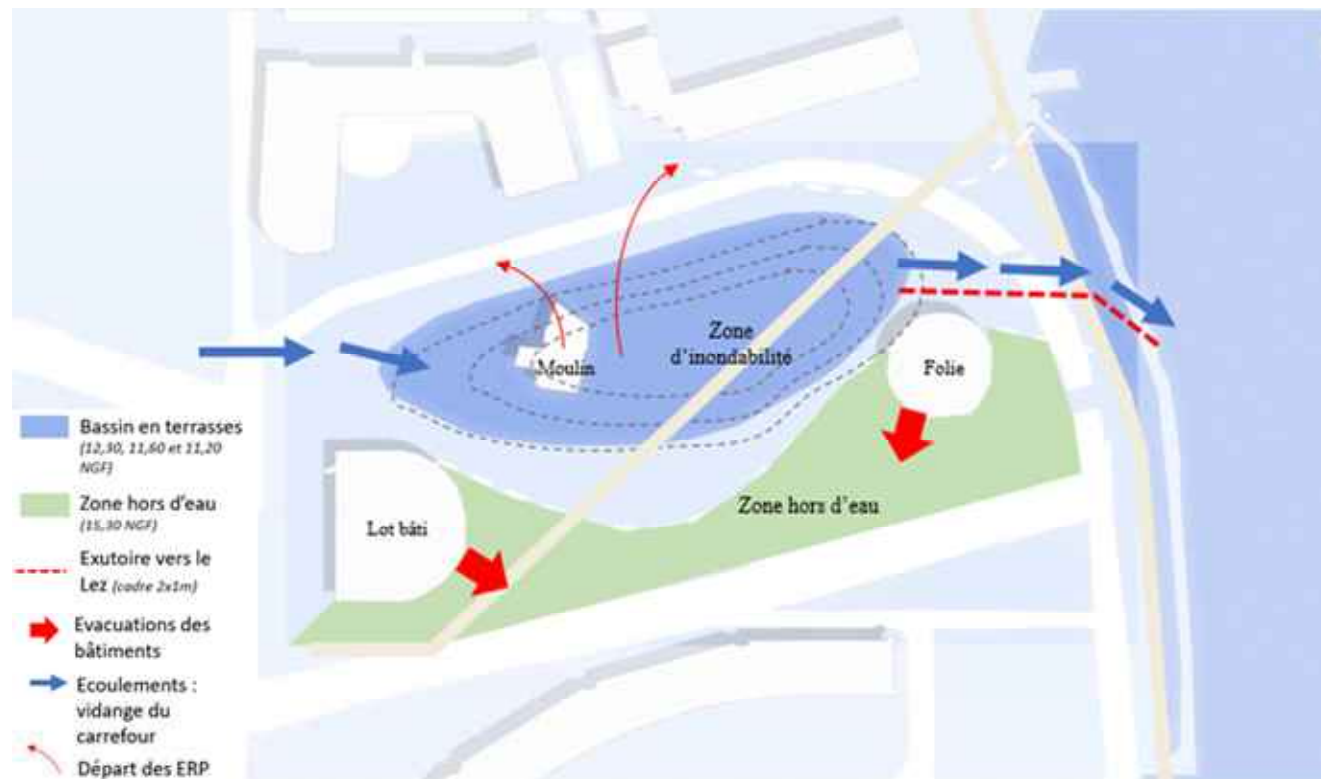 Zone
d'inondabilité
Moulin
Folie
Zone hors d'eau
Lot bâti
Bassin en terrasses
(12,30, 11,60 et 11,20
NGF)
Zone hors d'eau
(15,30 NGF)
Exutoire vers le
Lez (cadre 2x1m)
Evacuations des
bâtiments
Ecoulements :
vidange du
carrefour
Départ des ERP